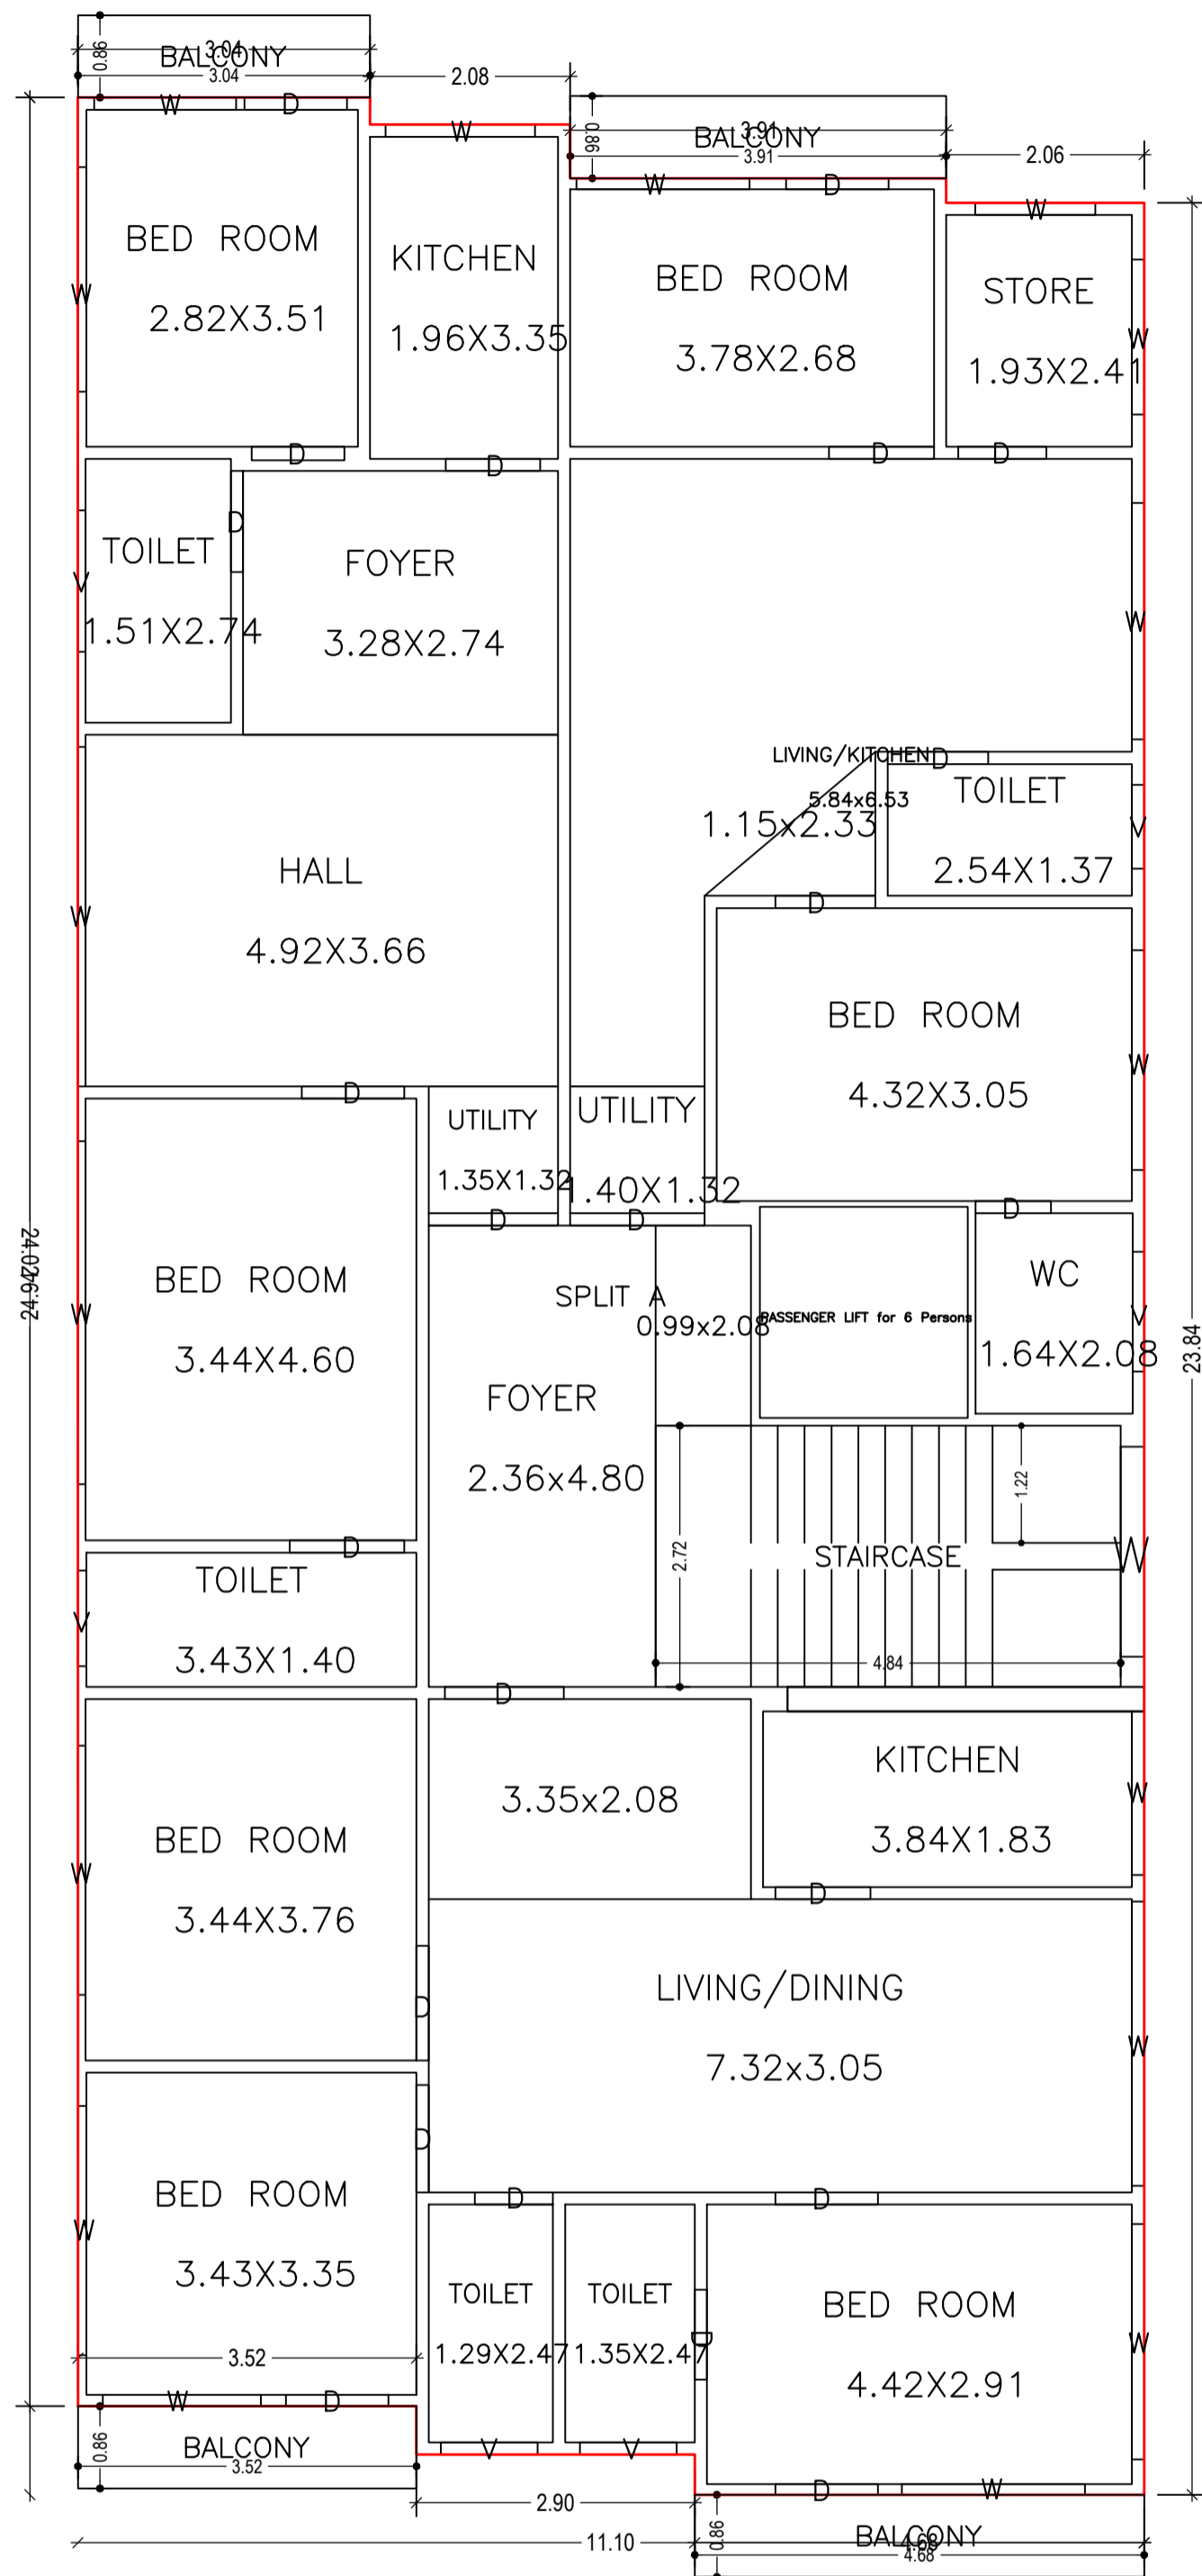 0.86
BALCONY
3.04
3.04
2.08
0.86
3.91
BALCONY
3.91
2.06
W
D
W
W
D
W
BED ROOM
2.82X3.51
KITCHEN
1.96X3.35
BED ROOM
3.78X2.68
STORE
1.93X2.41
W
W
D
D
D
D
D
TOILET
1.51X2.74
V
FOYER
3.28X2.74
W
LIVING/KITCHEN
5.84x6.53
1.15x2.33
D
TOILET
2.54X1.37
V
HALL
4.92X3.66
W
D
BED ROOM
4.32X3.05
W
D
UTILITY
1.35X1.32
UTILITY
1.40X1.32
D
D
D
BED ROOM
3.44X4.60
W
SPLIT A
0.99x2.08
PASSENGER LIFT for 6 Persons
WC
1.64X2.08
V
24.02
24.97
23.84
FOYER
2.36x4.80
1.22
2.72
STAIRCASE
W
4.84
D
TOILET
3.43X1.40
V
D
BED ROOM
3.44X3.76
W
3.35x2.08
KITCHEN
3.84X1.83
W
D
D
LIVING/DINING
7.32x3.05
W
D
BED ROOM
3.43X3.35
W
D
D
TOILET
1.29X2.47
TOILET
1.35X2.47
D
BED ROOM
4.42X2.91
W
3.52
W
D
V
V
D
W
0.86
BALCONY
3.52
2.90
11.10
0.86
BALCONY
4.68
4.68